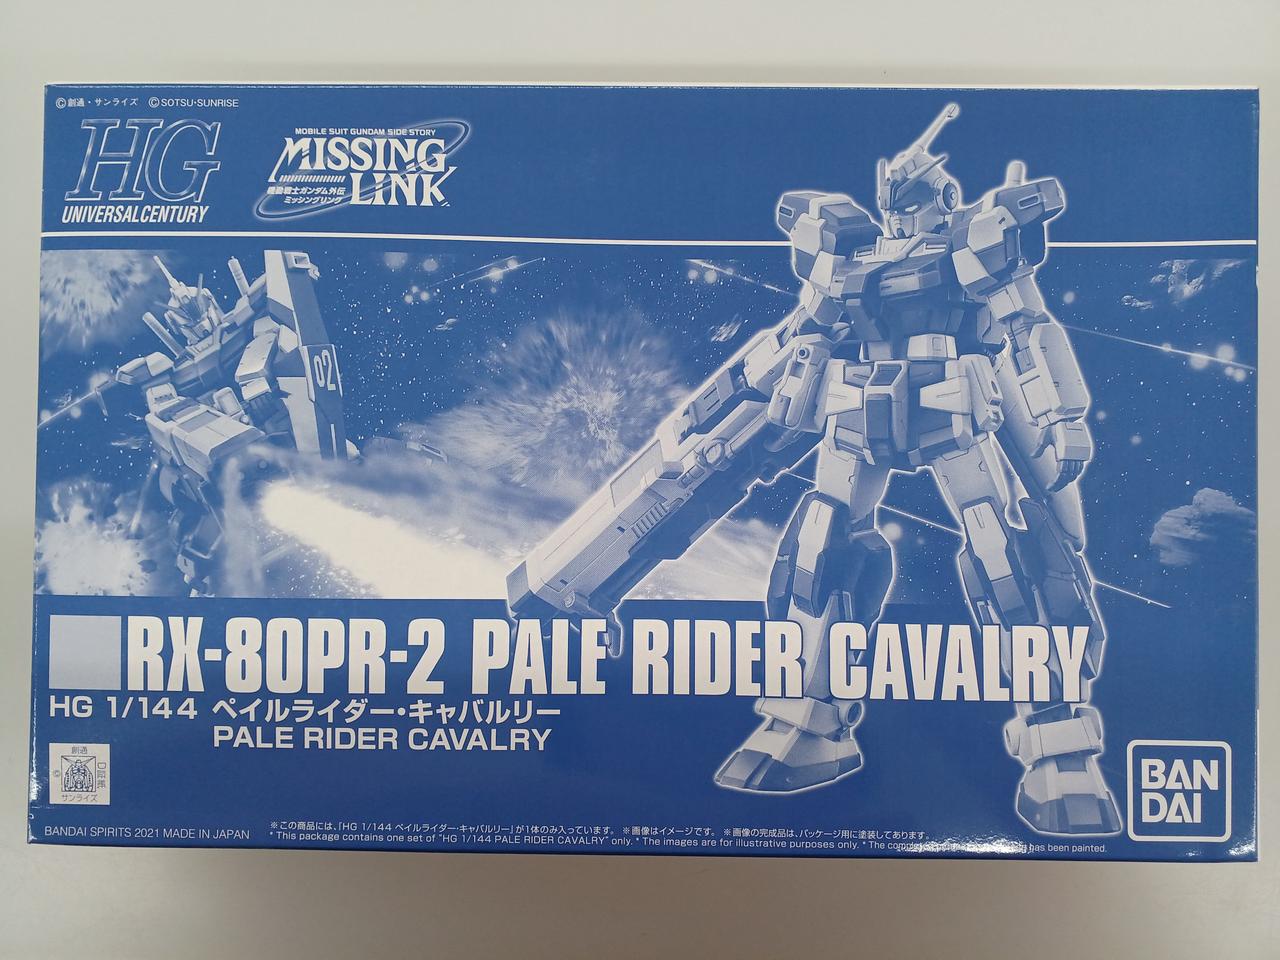 ©創通・サンライズ ©SOTSU・SUNRISE
HG
UNIVERSAL CENTURY
MOBILE SUIT GUNDAM SIDE STORY
MISSING
LINK
機動戦士ガンダム外伝
ミッシングリンク
02
RX-80PR-2 PALE RIDER CAVALRY
HG 1/144 ペイルライダー・キャバルリー
PALE RIDER CAVALRY
創通
サンライズ
BAN
DAI
BANDAI SPIRITS 2021 MADE IN JAPAN
※この商品には、「HG 1/144 ペイルライダー・キャバルリー」が1体のみ入っています。 ※画像はイメージです。 ※画像の完成品は、パッケージ用に塗装してあります。
* This package contains one set of "HG 1/144 PALE RIDER CAVALRY" only. * The images are for illustrative purposes only. * The has been painted.